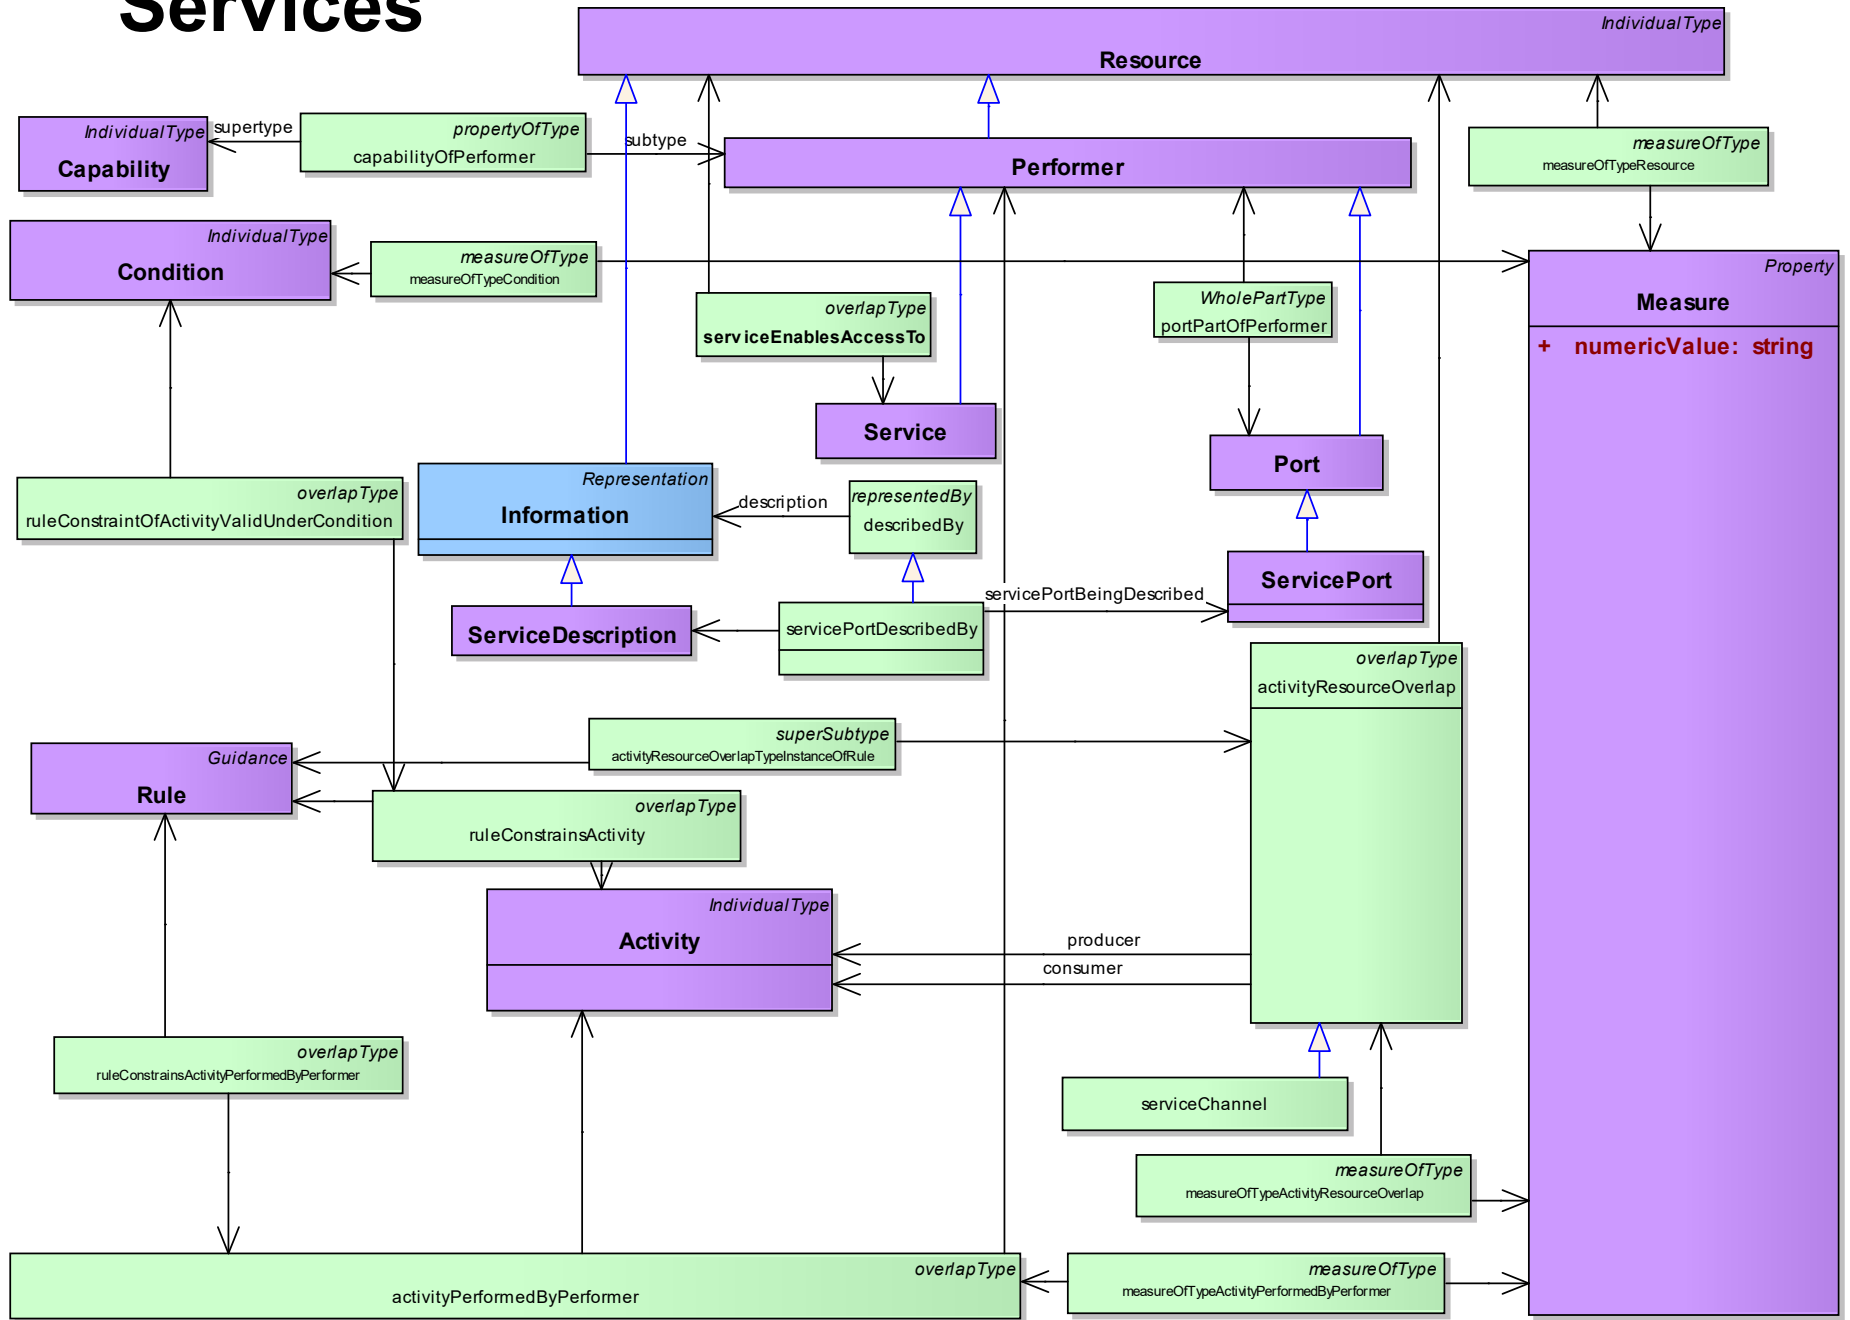 Services
IndividualType
Resource
IndividualType
Capability
supertype
propertyOfType
capabilityOfPerformer
subtype
Performer
measureOfType
measureOfTypeResource
IndividualType
Condition
measureOfType
measureOfTypeCondition
overlapType
serviceEnablesAccessTo
WholePartType
portPartOfPerformer
Property
Measure
+ numericValue: string
Service
Port
overlapType
ruleConstraintOfActivityValidUnderCondition
Representation
Information
description
representedBy
describedBy
ServicePort
servicePortBeingDescribed
ServiceDescription
servicePortDescribedBy
overlapType
activityResourceOverlap
superSubtype
activityResourceOverlapTypeInstanceOfRule
Guidance
Rule
overlapType
ruleConstrainsActivity
IndividualType
Activity
producer
consumer
overlapType
ruleConstrainsActivityPerformedByPerformer
serviceChannel
measureOfType
measureOfTypeActivityResourceOverlap
overlapType
activityPerformedByPerformer
measureOfType
measureOfTypeActivityPerformedByPerformer